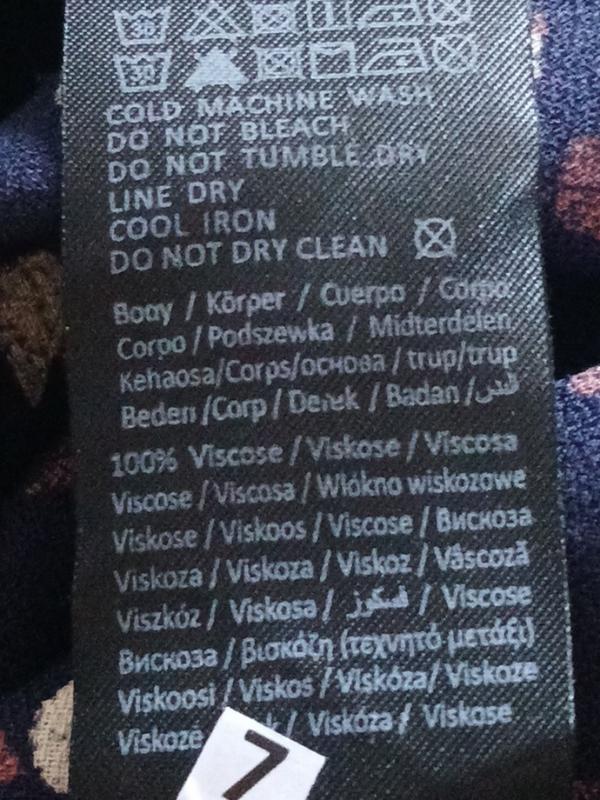 30
30
COLD MACHINE WASH
DO NOT BLEACH
DO NOT TUMBLE DRY
LINE DRY
COOL IRON
DO NOT DRY CLEAN
Body / Körper / Cuerpo / Corpo
Corpo / Podszewka / Midterdelen
Kehaosa/Corps/основа / trup/trup
Beden /Corp / Derek / Badan /
100% Viscose / Viskose / Viscosa
Viscose / Viscosa / Włókno wiskozowe
Viskose / Viskoos / Viscose / Вискоза
Viskoza / Viskoza / Viskoz / Vâscoză
Viszkóz / Viskosa / فسكوز / Viscose
Вискоза / βισκόζη (τεχνητό μετάξι)
Viskoosi / Viskos / Viskóza/ Viskoze
Viskoze / Viskóza / Viskose
7